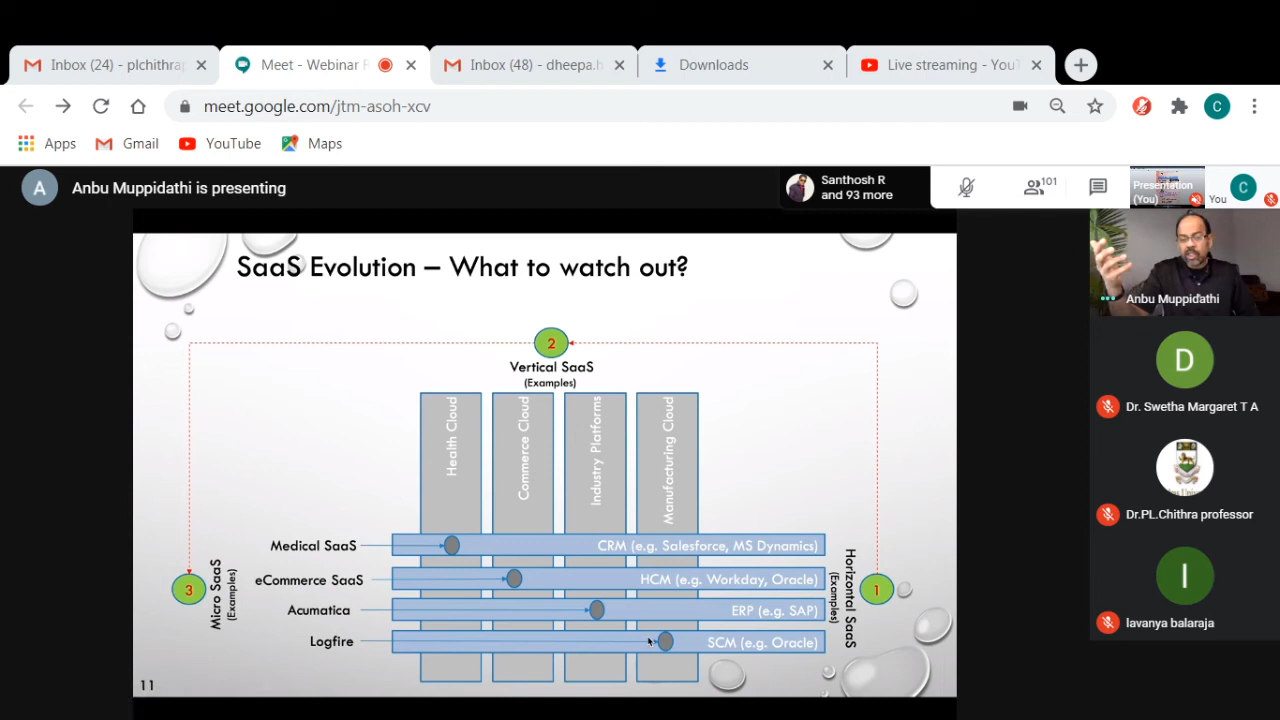 Inbox (24) - plchithrap
Meet - Webinar R
Inbox (48) - dheepa.h
Downloads
Live streaming - YouT
meet.google.com/jtm-asoh-xcv
C
Apps
Gmail
YouTube
Maps
A
Anbu Muppidathi is presenting
Santhosh R
and 93 more
101
Presentation
(You)
You
C
SaaS Evolution – What to watch out?
2
Vertical SaaS
(Examples)
Health Cloud
Commerce Cloud
Industry Platforms
Manufacturing Cloud
Medical SaaS
CRM (e.g. Salesforce, MS Dynamics)
eCommerce SaaS
HCM (e.g. Workday, Oracle)
Acumatica
ERP (e.g. SAP)
Logfire
SCM (e.g. Oracle)
3
Micro SaaS
(Examples)
Horizontal SaaS
(Examples)
1
11
Anbu Muppidathi
D
Dr. Swetha Margaret T A
Dr.PL.Chithra professor
I
lavanya balaraja